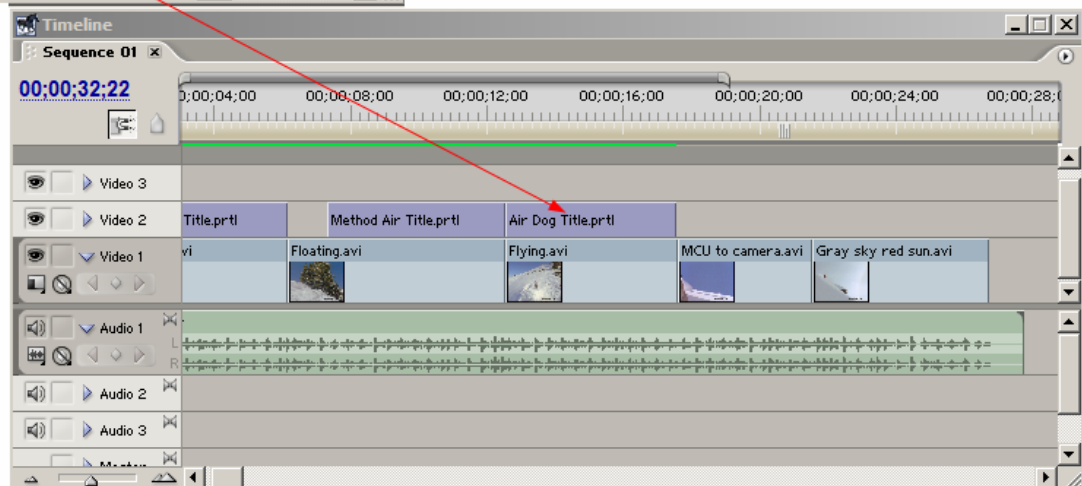 Timeline
Sequence 01
00;00;32;22
0;00;04;00 00;00;08;00 00;00;12;00 00;00;16;00 00;00;20;00 00;00;24;00 00;00;28;0
Video 3
Video 2 Title.prtl Method Air Title.prtl Air Dog Title.prtl
Video 1 vi Floating.avi Flying.avi MCU to camera.avi Gray sky red sun.avi
Audio 1
L
R
Audio 2
Audio 3
Master